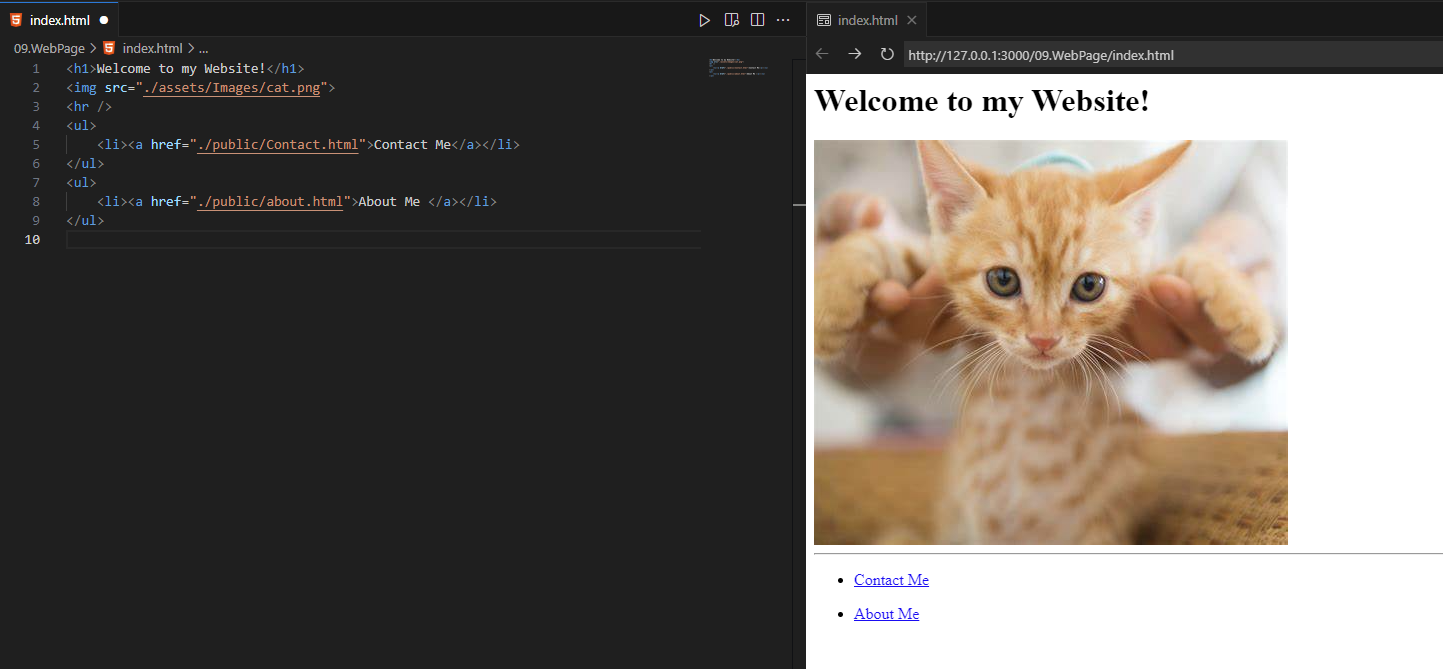 index.html
09.WebPage > index.html > ...
1 <h1>Welcome to my Website!</h1>
2 <img src="./assets/Images/cat.png">
3 <hr />
4 <ul>
5 <li><a href="./public/Contact.html">Contact Me</a></li>
6 </ul>
7 <ul>
8 <li><a href="./public/about.html">About Me </a></li>
9 </ul>
10
index.html
http://127.0.0.1:3000/09.WebPage/index.html
Welcome to my Website!
Contact Me
About Me